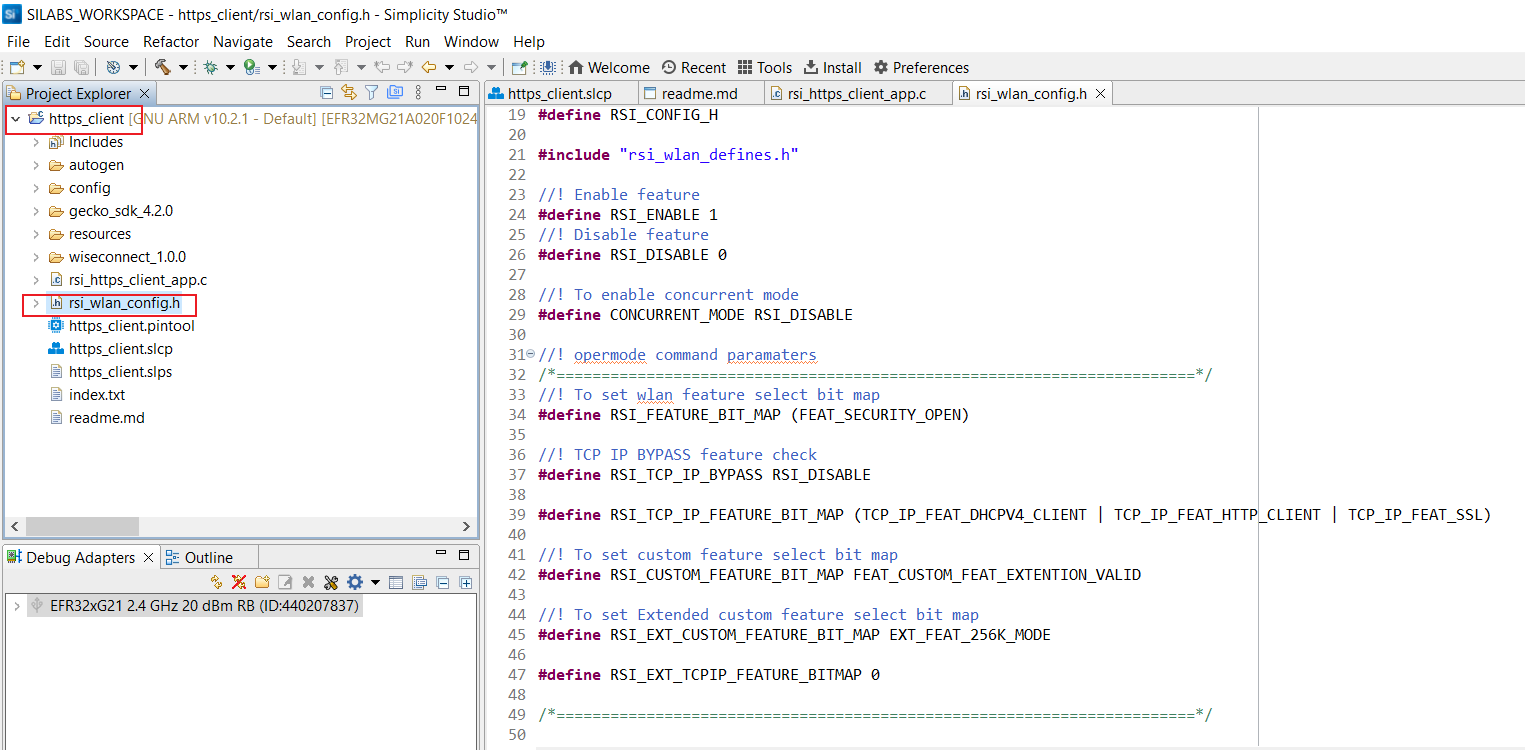 SILABS_WORKSPACE - https_client/rsi_wlan_config.h - Simplicity Studio™
File Edit Source Refactor Navigate Search Project Run Window Help
Welcome Recent Tools Install Preferences
Project Explorer
https_client [GNU ARM v10.2.1 - Default] [EFR32MG21A020F1024
Includes
autogen
config
gecko_sdk_4.2.0
resources
wiseconnect_1.0.0
rsi_https_client_app.c
rsi_wlan_config.h
https_client.pintool
https_client.slcp
https_client.slps
index.txt
readme.md
Debug Adapters Outline
EFR32xG21 2.4 GHz 20 dBm RB (ID:440207837)
https_client.slcp readme.md rsi_https_client_app.c rsi_wlan_config.h
19 #define RSI_CONFIG_H
20
21 #include "rsi_wlan_defines.h"
22
23 //! Enable feature
24 #define RSI_ENABLE 1
25 //! Disable feature
26 #define RSI_DISABLE 0
27
28 //! To enable concurrent mode
29 #define CONCURRENT_MODE RSI_DISABLE
30
31 //! opermode command paramaters
32 /*=======================================================================*/
33 //! To set wlan feature select bit map
34 #define RSI_FEATURE_BIT_MAP (FEAT_SECURITY_OPEN)
35
36 //! TCP IP BYPASS feature check
37 #define RSI_TCP_IP_BYPASS RSI_DISABLE
38
39 #define RSI_TCP_IP_FEATURE_BIT_MAP (TCP_IP_FEAT_DHCPV4_CLIENT | TCP_IP_FEAT_HTTP_CLIENT | TCP_IP_FEAT_SSL)
40
41 //! To set custom feature select bit map
42 #define RSI_CUSTOM_FEATURE_BIT_MAP FEAT_CUSTOM_FEAT_EXTENTION_VALID
43
44 //! To set Extended custom feature select bit map
45 #define RSI_EXT_CUSTOM_FEATURE_BIT_MAP EXT_FEAT_256K_MODE
46
47 #define RSI_EXT_TCPIP_FEATURE_BITMAP 0
48
49 /*=======================================================================*/
50